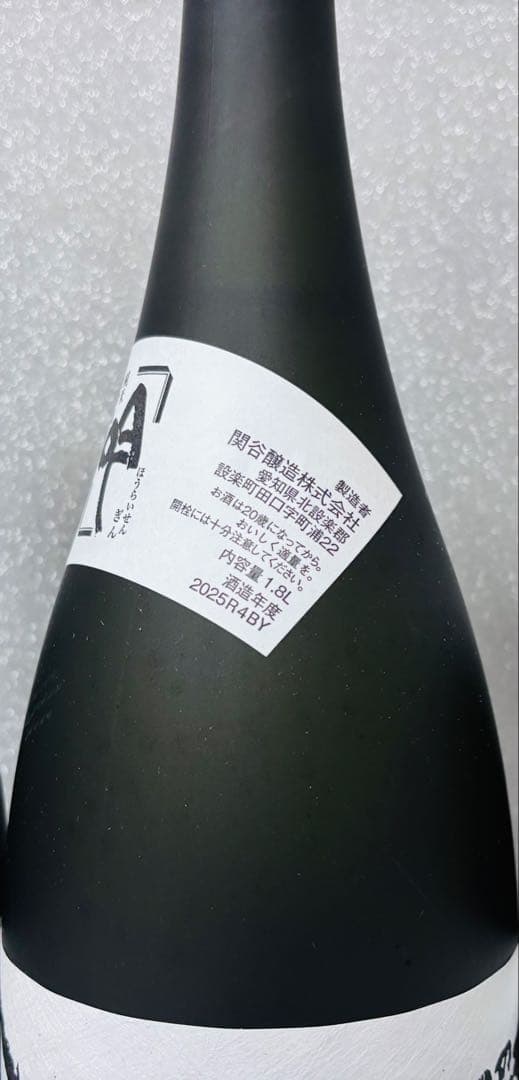 ほうらいせん
ぎん
製造者
関谷醸造株式会社
愛知県北設楽郡
設楽町田口字町浦22
お酒は20歳になってから。
おいしく適量を。
開栓には十分注意してください。
内容量 1.8L
酒造年度
2025R4BY